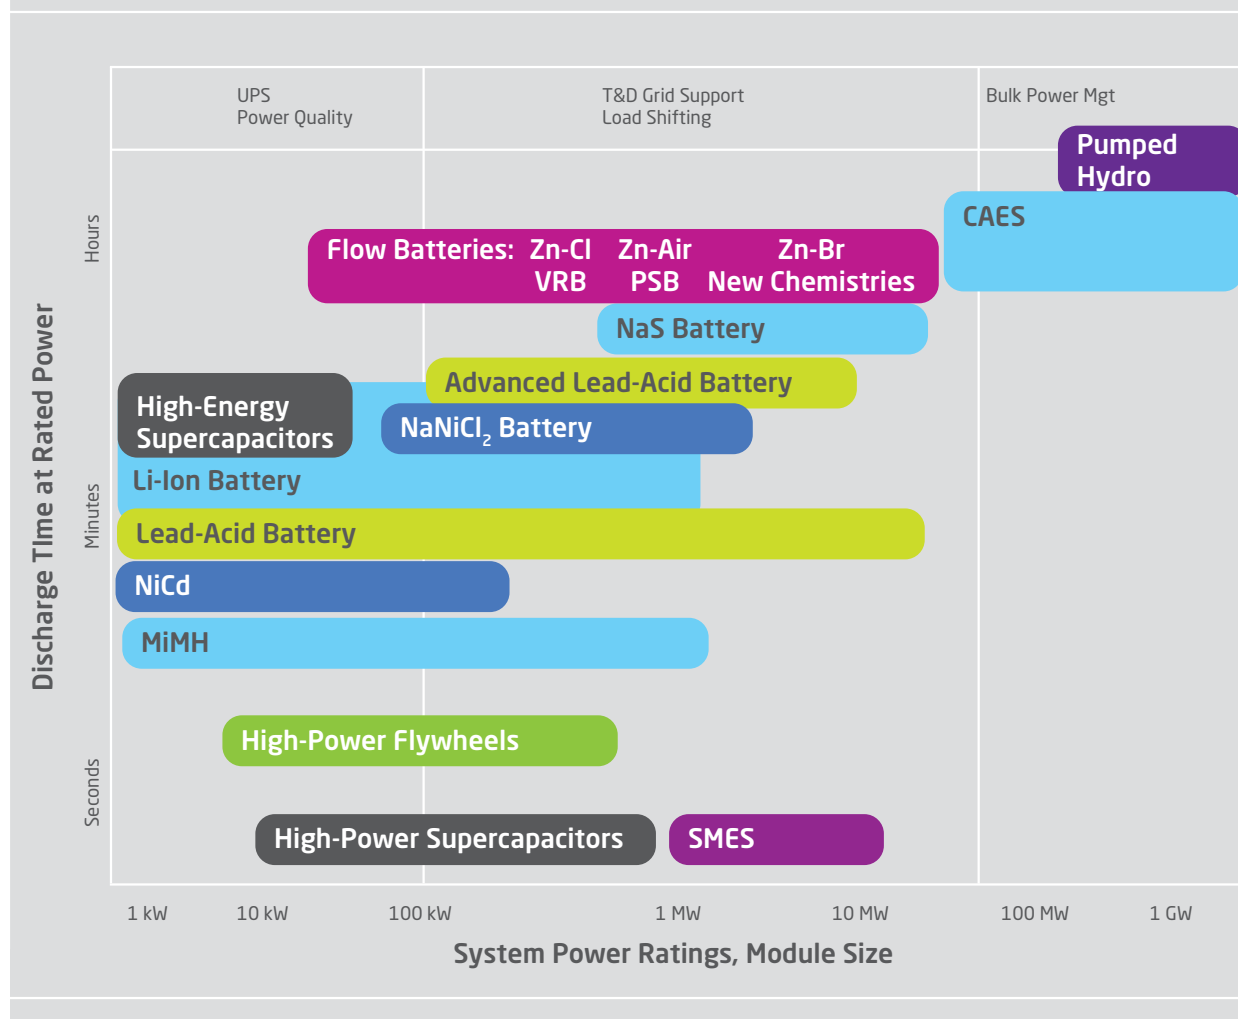 UPS
Power Quality
T&D Grid Support
Load Shifting
Bulk Power Mgt
Pumped
Hydro
CAES
Flow Batteries: Zn-Cl Zn-Air Zn-Br
VRB PSB New Chemistries
NaS Battery
Advanced Lead-Acid Battery
High-Energy
Supercapacitors
NaNiCl₂ Battery
Li-Ion Battery
Lead-Acid Battery
NiCd
MiMH
High-Power Flywheels
High-Power Supercapacitors
SMES
Hours
Minutes
Seconds
Discharge TIme at Rated Power
1 kW 10 kW 100 kW 1 MW 10 MW 100 MW 1 GW
System Power Ratings, Module Size